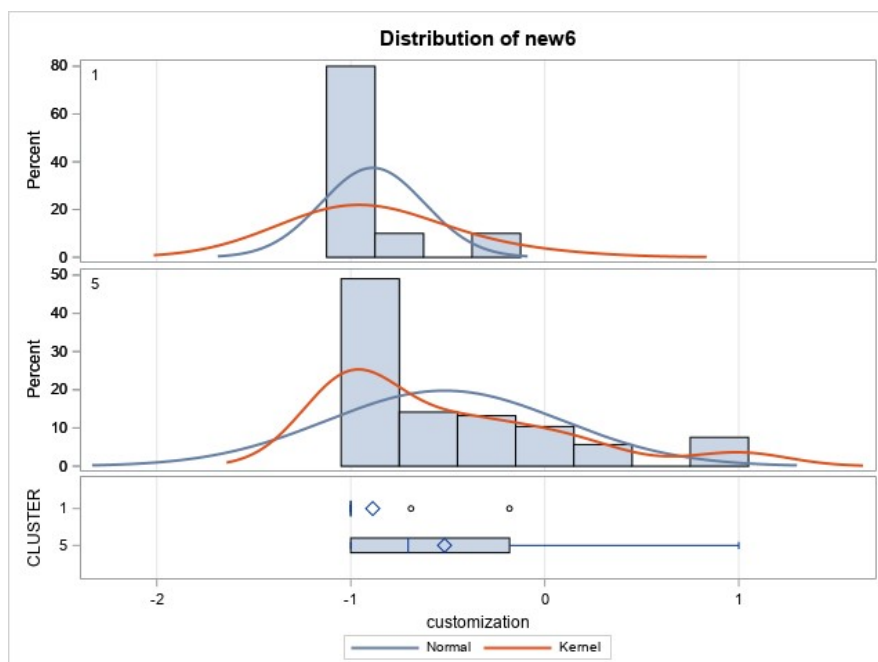 Distribution of new6
80
60
40
20
0
Percent
1
50
40
30
20
10
0
Percent
5
CLUSTER
1
5
-2
-1
0
1
customization
Normal
Kernel